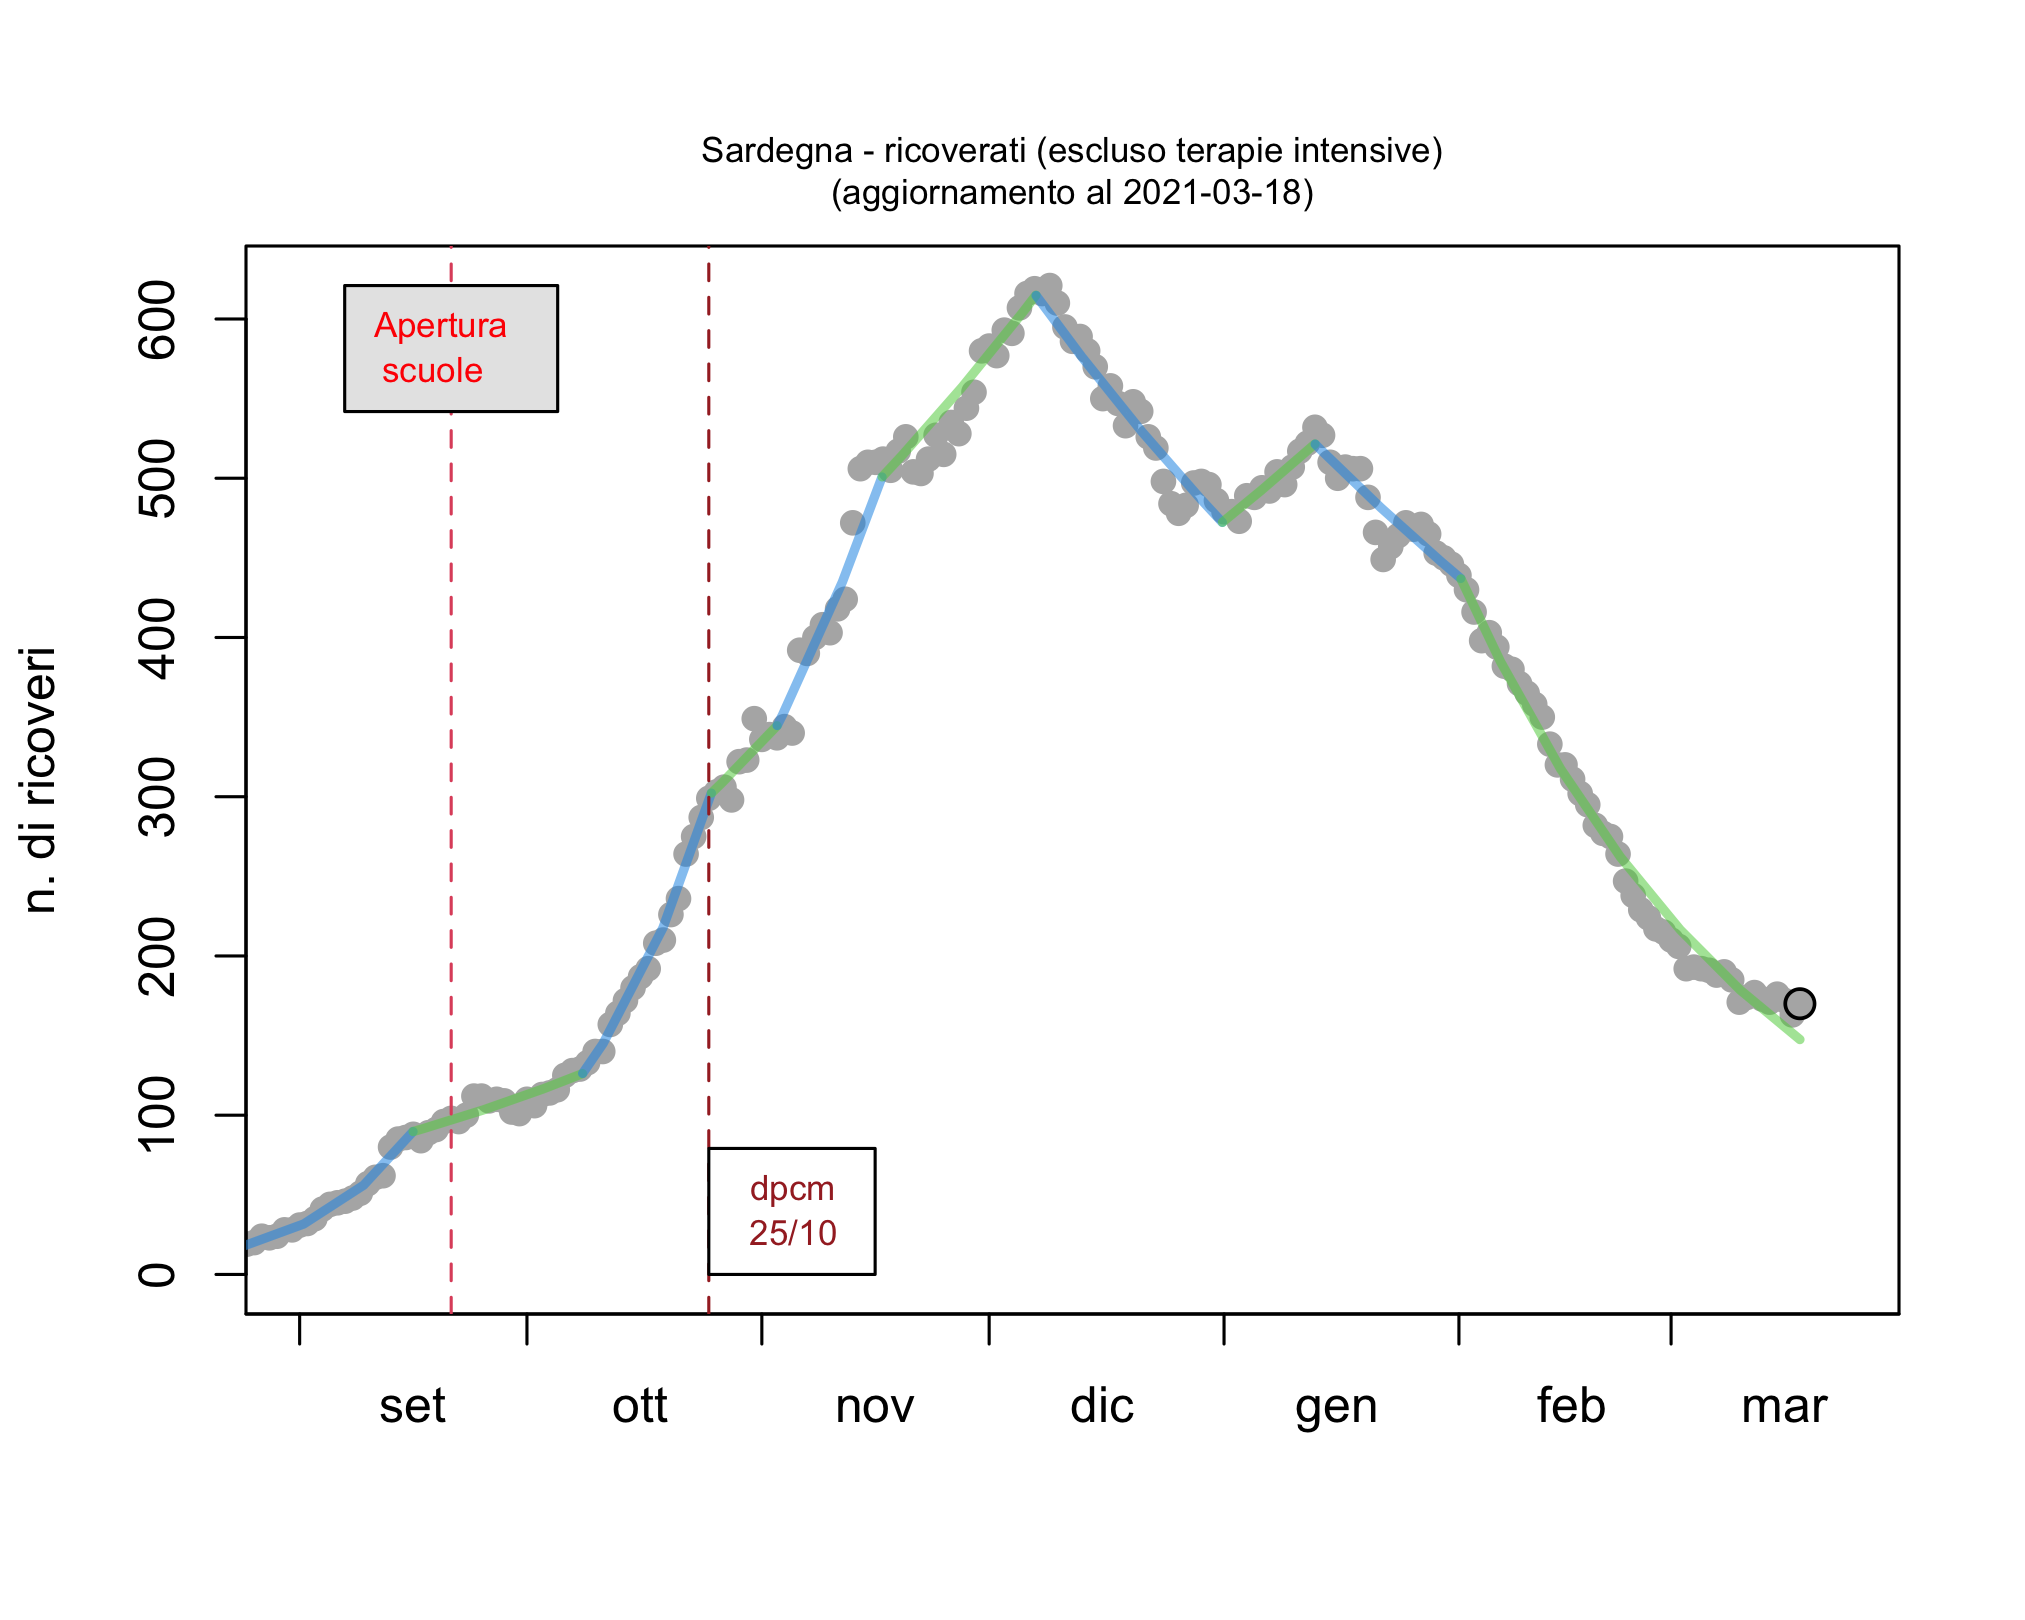 Sardegna - ricoverati (escluso terapie intensive)
(aggiornamento al 2021-03-18)
n. di ricoveri
600
500
400
300
200
100
0
Apertura
scuole
dpcm
25/10
set ott nov dic gen feb mar